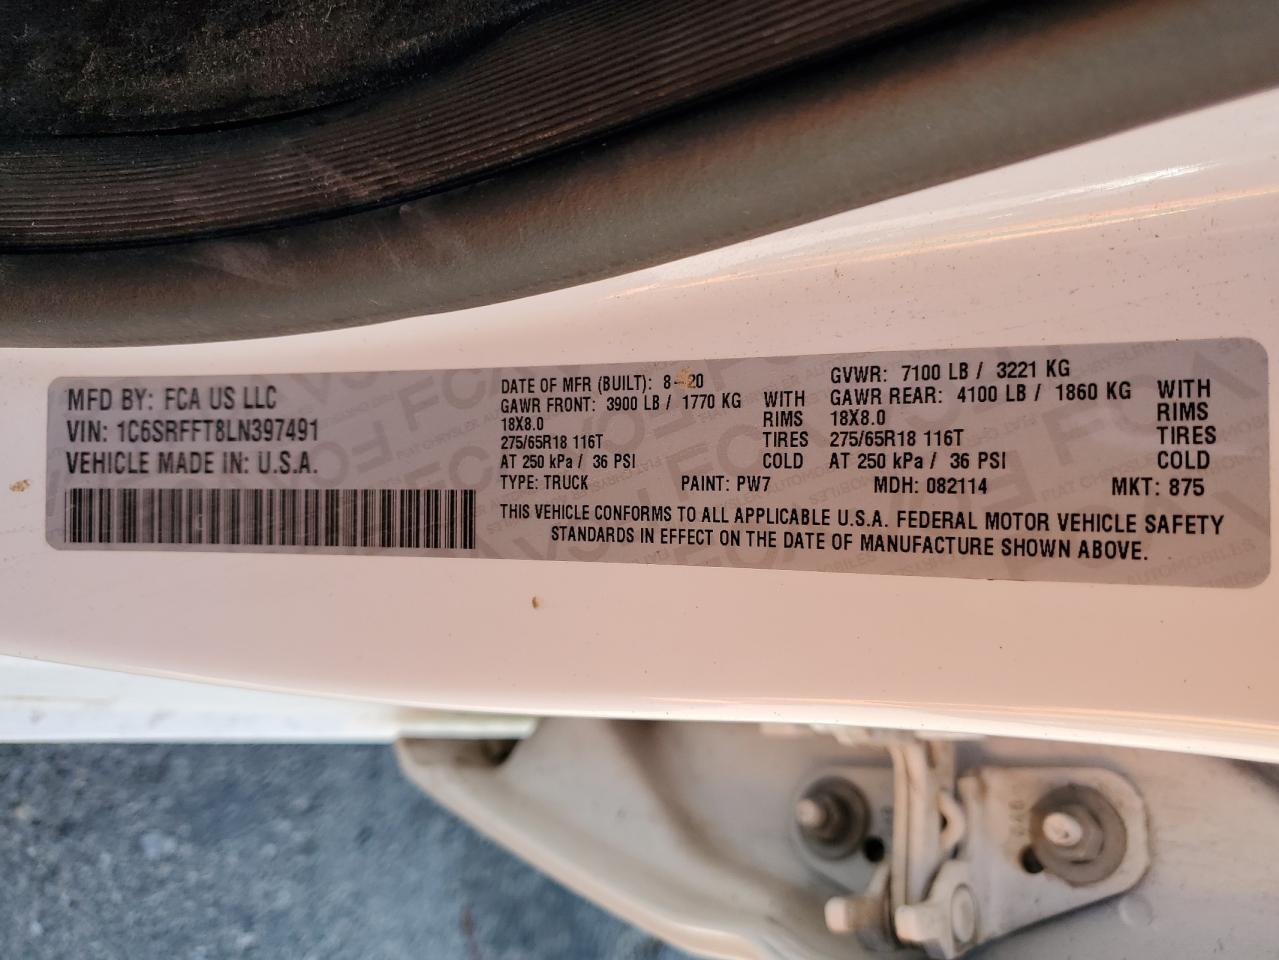 MFD BY: FCA US LLC
VIN: 1C6SRFFT8LN397491
VEHICLE MADE IN: U.S.A.
DATE OF MFR (BUILT): 8-20
GVWR: 7100 LB / 3221 KG
GAWR FRONT: 3900 LB / 1770 KG WITH
GAWR REAR: 4100 LB / 1860 KG WITH
18X8.0 RIMS
18X8.0 RIMS
275/65R18 116T TIRES
275/65R18 116T TIRES
AT 250 kPa / 36 PSI COLD
AT 250 kPa / 36 PSI COLD
TYPE: TRUCK PAINT: PW7 MDH: 082114 MKT: 875
THIS VEHICLE CONFORMS TO ALL APPLICABLE U.S.A. FEDERAL MOTOR VEHICLE SAFETY
STANDARDS IN EFFECT ON THE DATE OF MANUFACTURE SHOWN ABOVE.